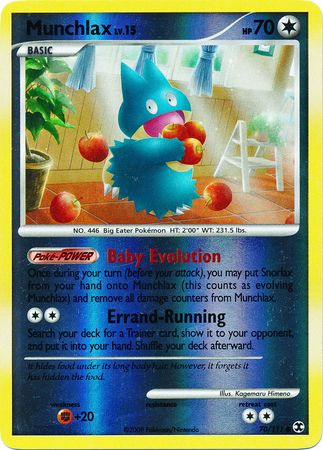 Munchlax LV.15 HP 70
BASIC
NO. 446 Big Eater Pokémon HT: 2'00" WT: 231.5 lbs.
Poké-POWER Baby Evolution
Once during your turn (before your attack), you may put Snorlax
from your hand onto Munchlax (this counts as evolving
Munchlax) and remove all damage counters from Munchlax.
Errand-Running
Search your deck for a Trainer card, show it to your opponent,
and put it into your hand. Shuffle your deck afterward.
It hides food under its long body hair. However, it forgets it
has hidden the food.
Illus. Kagemaru Himeno
weakness resistance retreat cost
+20
©2009 Pokémon/Nintendo 70/111